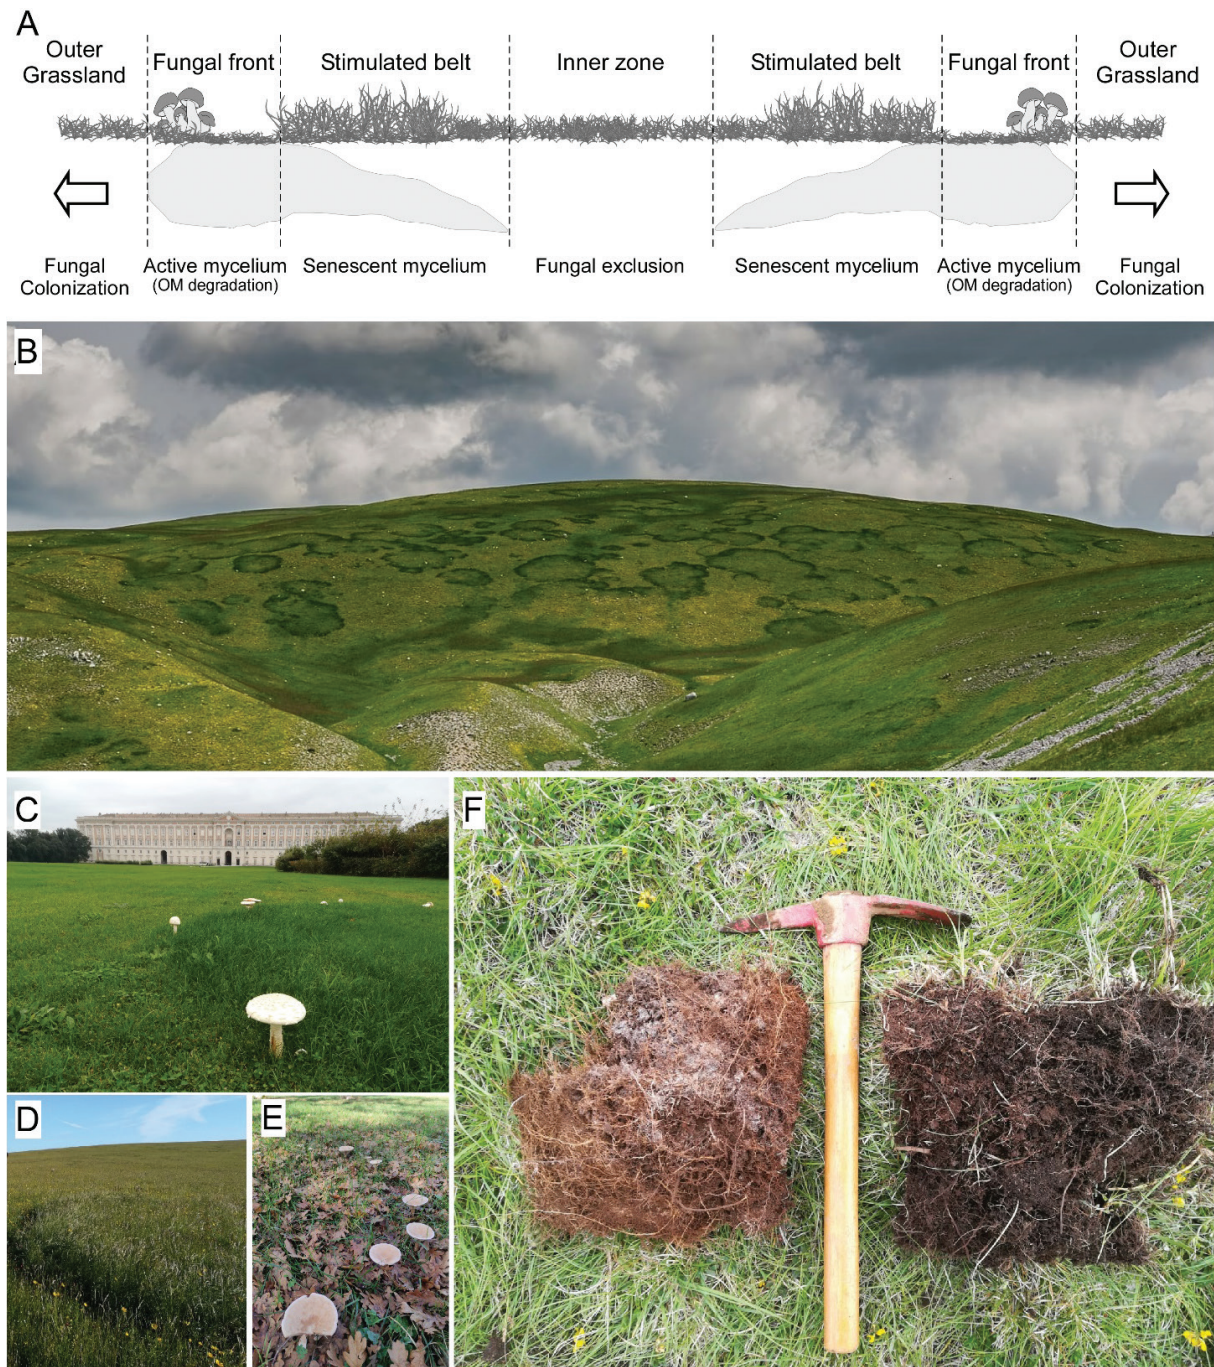 A
Outer
Grassland
Fungal front
Stimulated belt
Inner zone
Stimulated belt
Fungal front
Outer
Grassland
Fungal
Colonization
Active mycelium
(OM degradation)
Senescent mycelium
Fungal exclusion
Senescent mycelium
Active mycelium
(OM degradation)
Fungal
Colonization
B
C
F
D
E